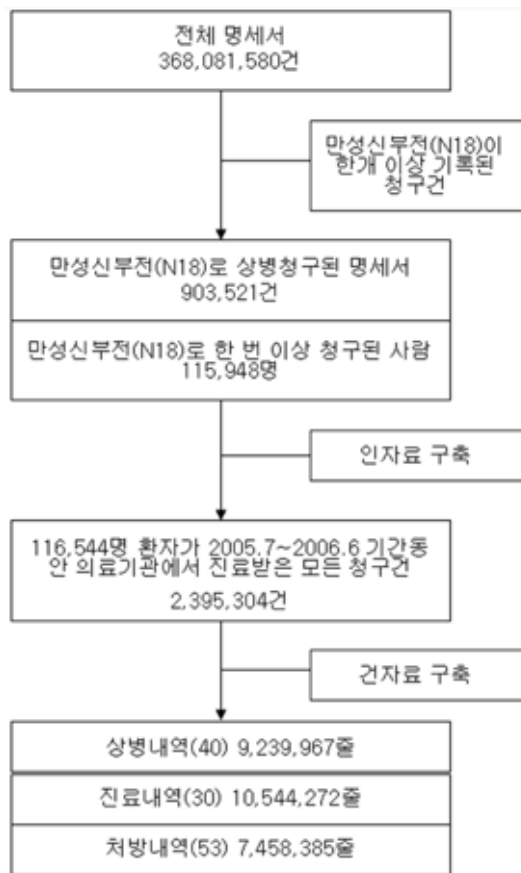 전체 명세서
368,081,580건
만성신부전(N18)이
한개 이상 기록된
청구건
만성신부전(N18)로 상병청구된 명세서
903,521건
만성신부전(N18)로 한 번 이상 청구된 사람
115,948명
인자료 구축
116,544명 환자가 2005.7~2006.6 기간동
안 의료기관에서 진료받은 모든 청구건
2,395,304건
건자료 구축
상병내역(40) 9,239,967줄
진료내역(30) 10,544,272줄
처방내역(53) 7,458,385줄